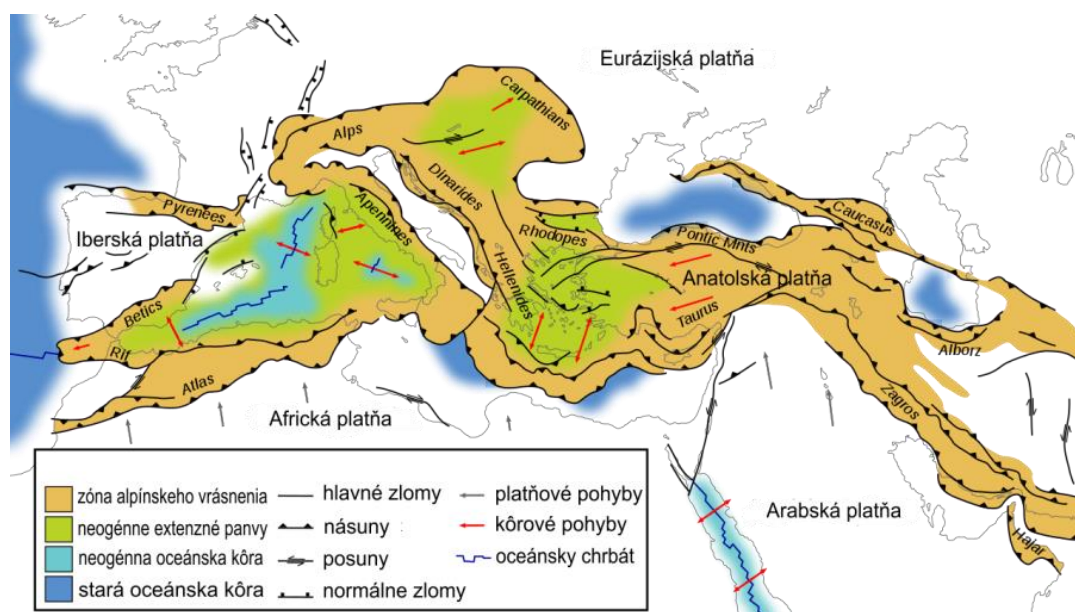 Eurázijská platňa
Carpathians
Alps
Dinarides
Pyrenees
Apennines
Caucasus
Iberská platňa
Rhodopes
Pontic Mnts
Hellenides
Anatolská platňa
Betics
Taurus
Rif
Alborz
Atlas
Zagros
Africká platňa
Arabská platňa
Hajar
zóna alpínskeho vrásnenia
neogénne extenzné panvy
neogénna oceánska kôra
stará oceánska kôra
hlavné zlomy
násuny
posuny
normálne zlomy
platňové pohyby
kôrové pohyby
oceánsky chrbát